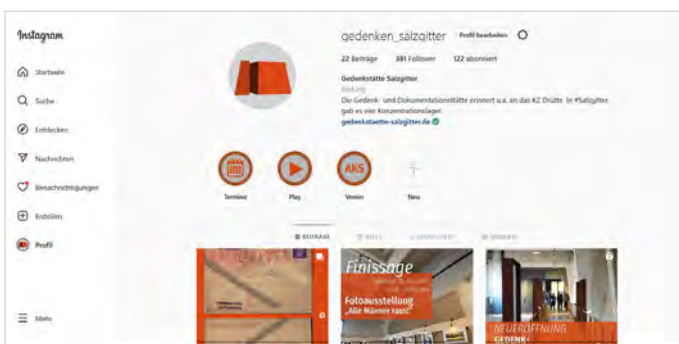 Instagram
Startseite
Suche
Entdecken
Nachrichten
Benachrichtigungen
Erstellen
Profil
Mehr
gedenken_salzgitter Profil bearbeiten
22 Beiträge 381 Follower 122 abonniert
Gedenkstätte Salzgitter
Bildung
Die Gedenk- und Dokumentationsstätte erinnert u.a. an das KZ Drütte. In #Salzgitter
gab es vier Konzentrationslager.
gedenkstaette-salzgitter.de
AKS
Termine Play Verein Neu
BEITRÄGE
Finissage
Fotoausstellung
„Alle Männer raus!“
NEUERÖFFNUNG
GEDENK-